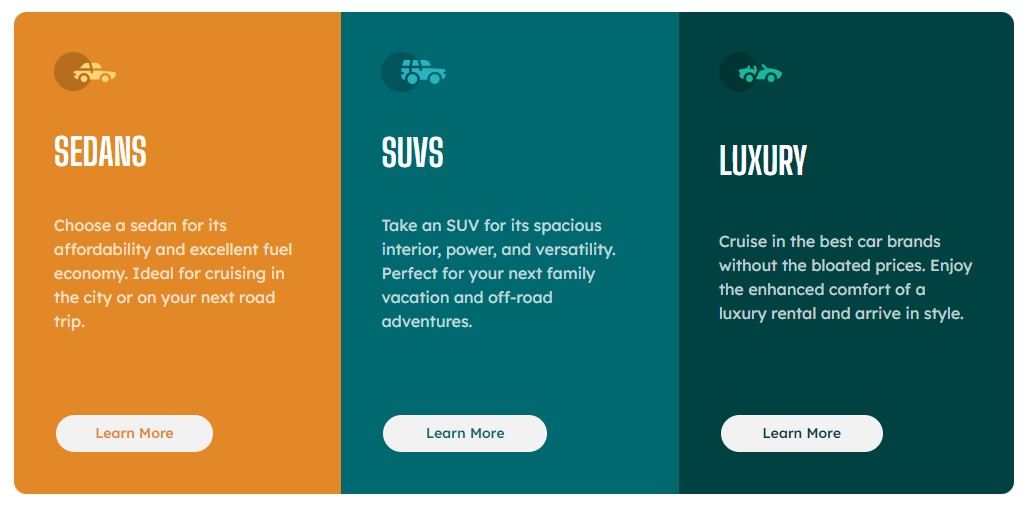 SEDANS
Choose a sedan for its
affordability and excellent fuel
economy. Ideal for cruising in
the city or on your next road
trip.
Learn More
SUVS
Take an SUV for its spacious
interior, power, and versatility.
Perfect for your next family
vacation and off-road
adventures.
Learn More
LUXURY
Cruise in the best car brands
without the bloated prices. Enjoy
the enhanced comfort of a
luxury rental and arrive in style.
Learn More